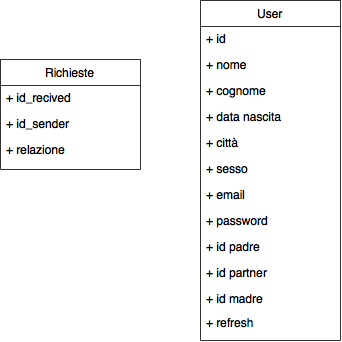 Richieste
+ id_recived
+ id_sender
+ relazione
User
+ id
+ nome
+ cognome
+ data nascita
+ città
+ sesso
+ email
+ password
+ id padre
+ id partner
+ id madre
+ refresh